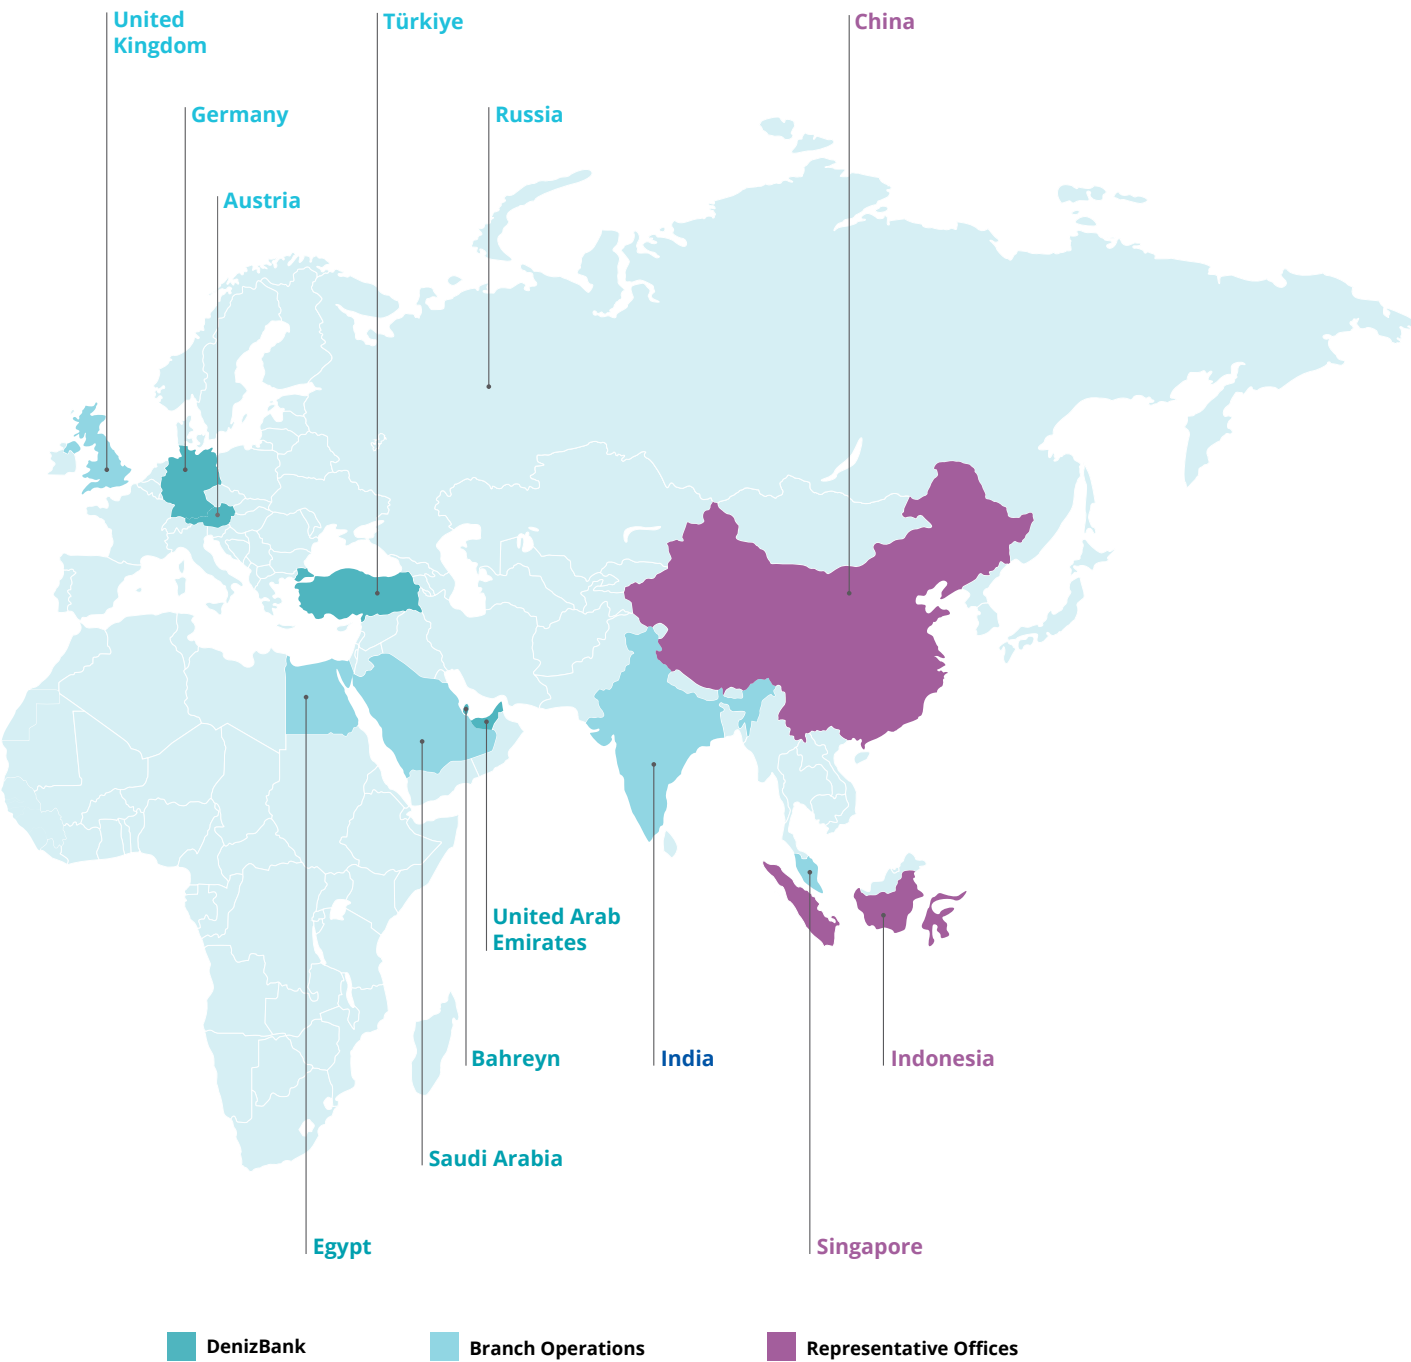 United
Kingdom
Türkiye
China
Germany
Russia
Austria
United Arab
Emirates
Bahreyn
India
Indonesia
Saudi Arabia
Egypt
Singapore
DenizBank
Branch Operations
Representative Offices